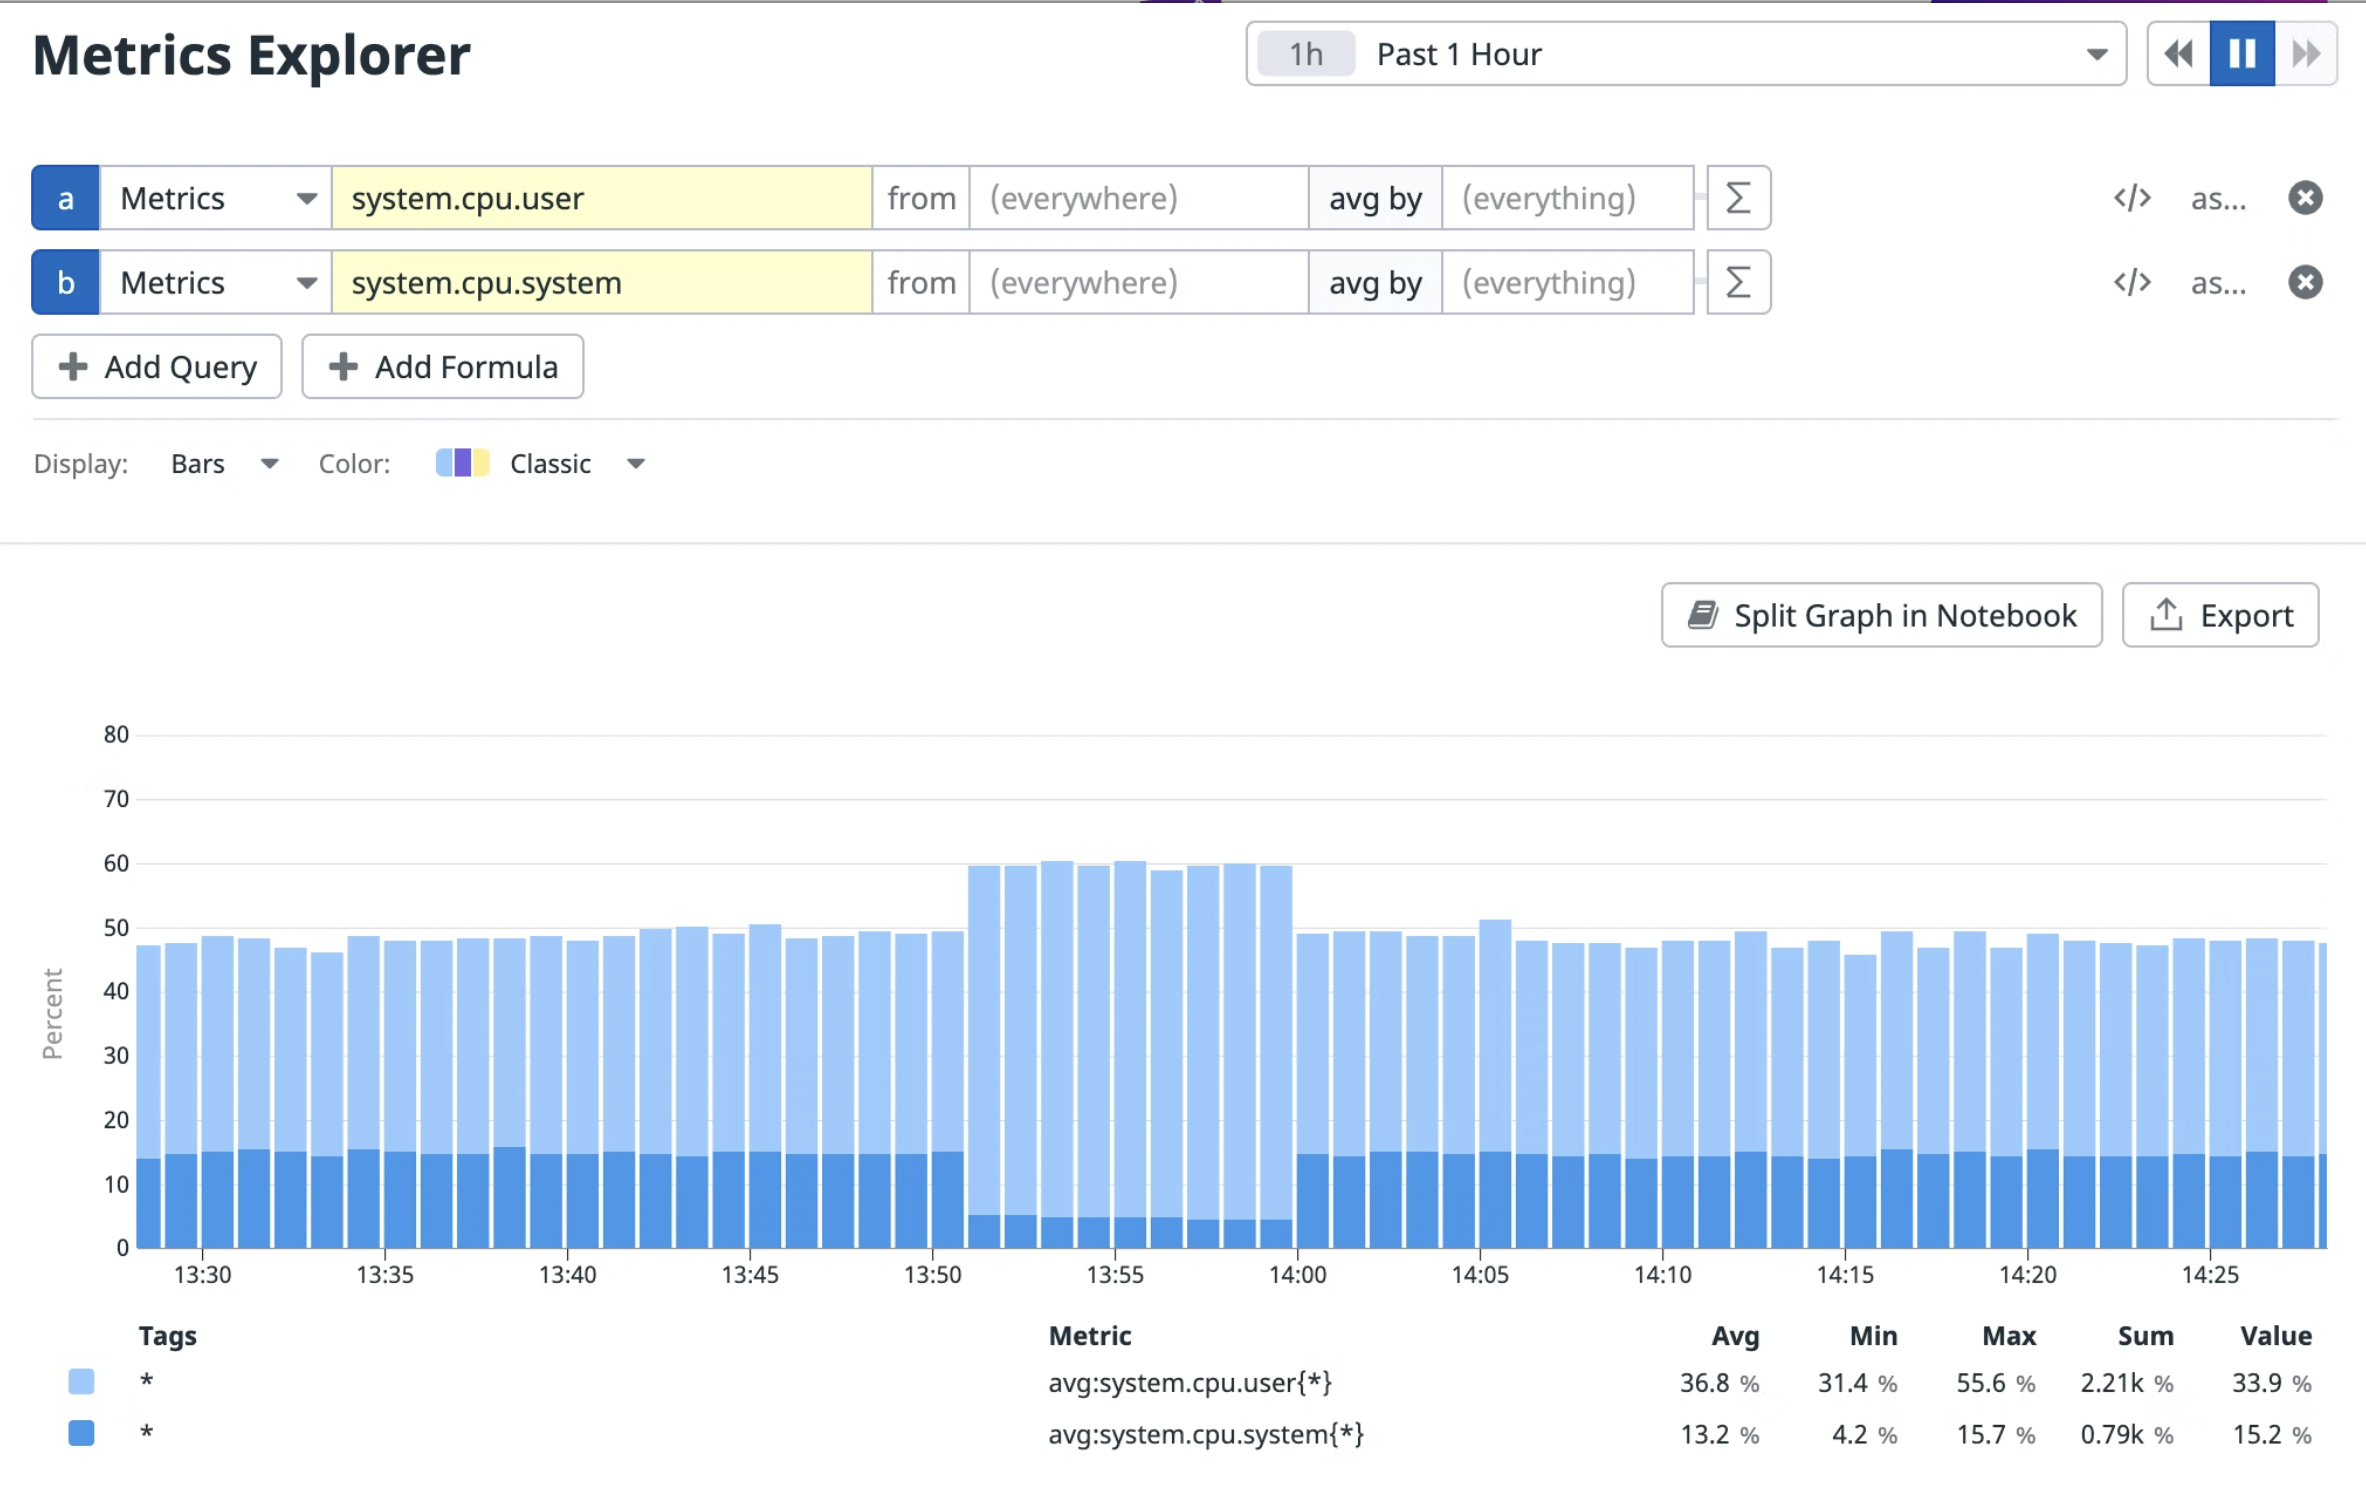 Metrics Explorer
1h Past 1 Hour
a Metrics system.cpu.user from (everywhere) avg by (everything) Σ </> as...
b Metrics system.cpu.system from (everywhere) avg by (everything) Σ </> as...
Add Query Add Formula
Display: Bars Color: Classic
Split Graph in Notebook Export
80
70
60
50
40
30
20
10
0
Percent
13:30 13:35 13:40 13:45 13:50 13:55 14:00 14:05 14:10 14:15 14:20 14:25
Tags Metric Avg Min Max Sum Value
* avg:system.cpu.user{*} 36.8 % 31.4 % 55.6 % 2.21k % 33.9 %
* avg:system.cpu.system{*} 13.2 % 4.2 % 15.7 % 0.79k % 15.2 %